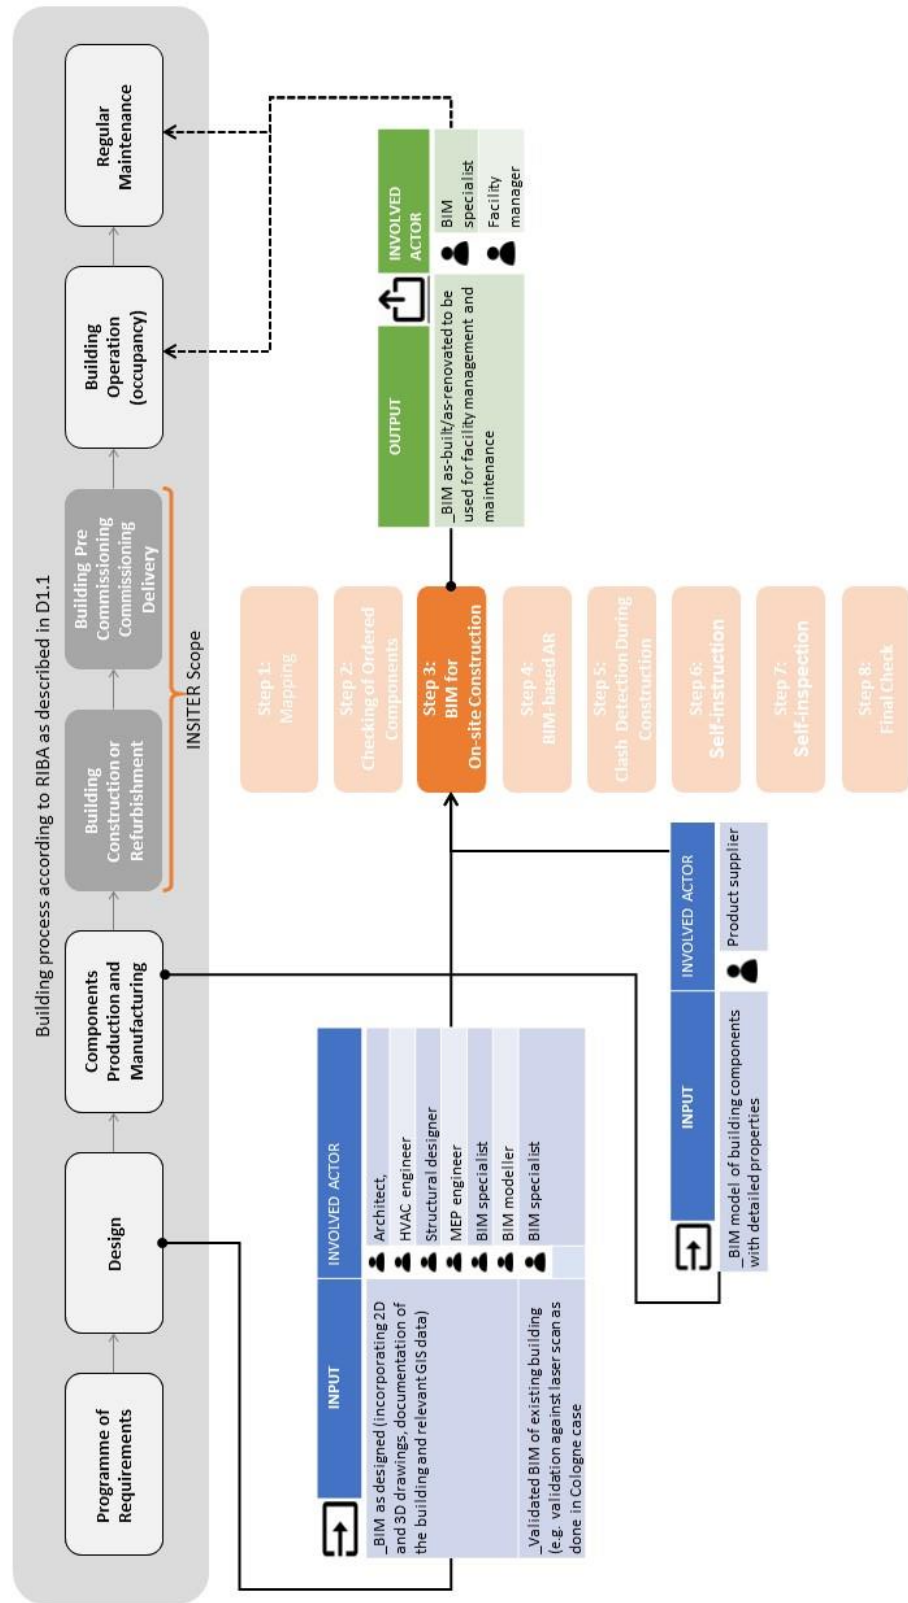 Building process according to RIBA as described in D1.1
Programme of
Requirements
Design
Components
Production and
Manufacturing
Building
Construction or
Refurbishment
Building Pre
Commissioning
Commissioning
Delivery
Building
Operation
(occupancy)
Regular
Maintenance
INSITER Scope
INPUT
INVOLVED ACTOR
_BIM as designed (incorporating 2D
and 3D drawings, documentation of
the building and relevant GIS data)
Architect,
HVAC engineer
Structural designer
MEP engineer
BIM specialist
BIM modeller
_Validated BIM of existing building
(e.g. validation against laser scan as
done in Cologne case
BIM specialist
INPUT
INVOLVED ACTOR
_BIM model of building components
with detailed properties
Product supplier
Step 1:
Mapping
Step 2:
Checking of Ordered
Components
Step 3:
BIM for
On-site Construction
Step 4:
BIM-based AR
Step 5:
Clash Detection During
Construction
Step 6:
Self-instruction
Step 7:
Self-inspection
Step 8:
Final Check
OUTPUT
INVOLVED
ACTOR
_BIM as-built/as-renovated to be
used for facility management and
maintenance
BIM
specialist
Facility
manager